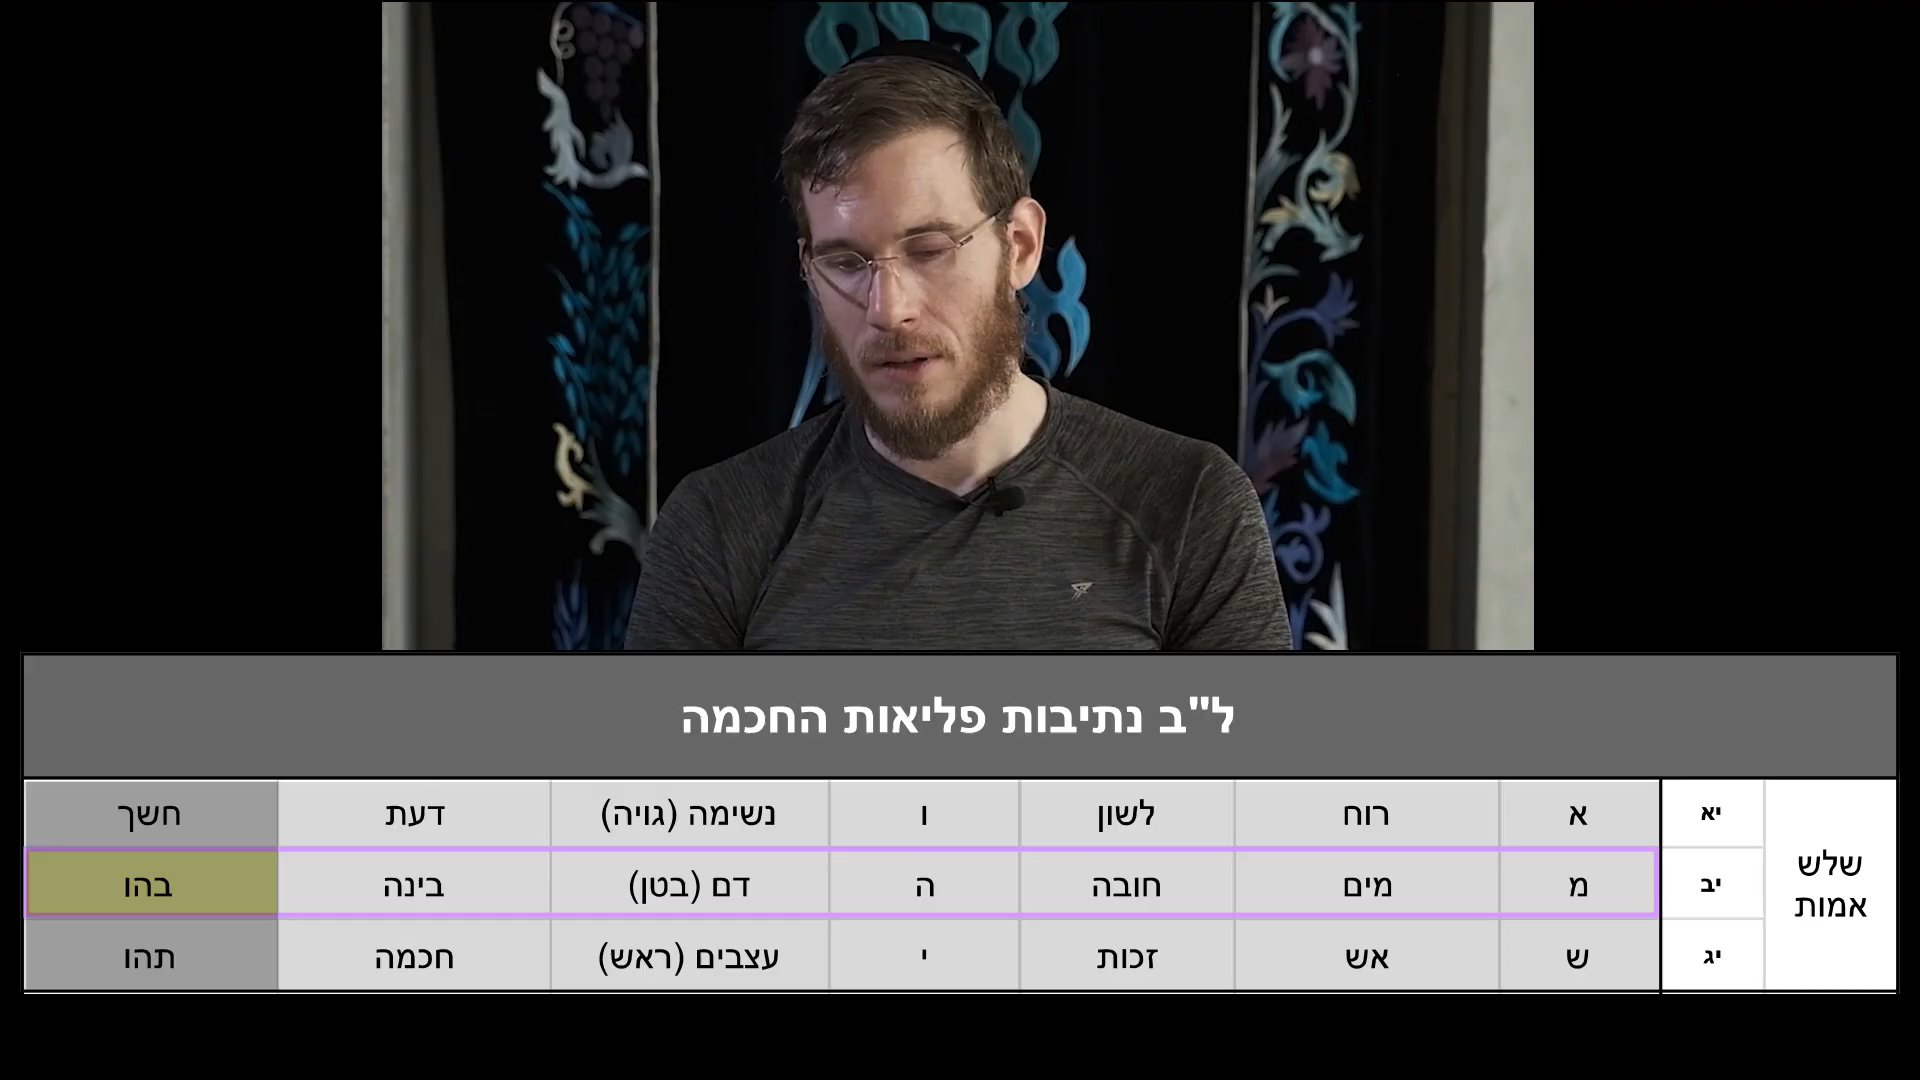 ל"ב נתיבות פליאות החכמה
שלש אמות
יא א רוח לשון ו נשימה (גויה) דעת חשך
יב מ מים חובה ה דם (בטן) בינה בהו
יג ש אש זכות י עצבים (ראש) חכמה תהו